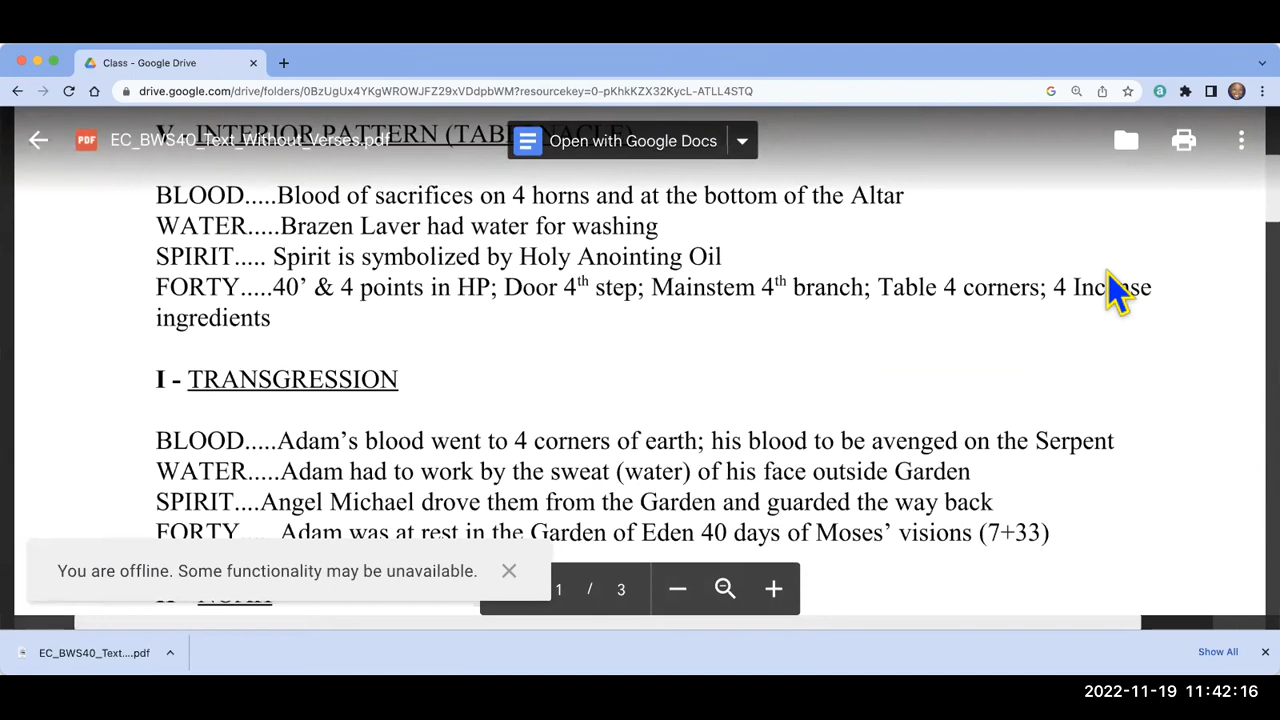 Class - Google Drive
drive.google.com/drive/folders/0BzUgUx4YKgWROWJFZ29xVDdpbWM?resourcekey=0-pKhkKZX32KycL-ATLL4STQ
V - INTERIOR PATTERN (TABERNACLE)
PDF EC_BWS40_Text_Without_Verses.pdf
Open with Google Docs
BLOOD.....Blood of sacrifices on 4 horns and at the bottom of the Altar
WATER.....Brazen Laver had water for washing
SPIRIT..... Spirit is symbolized by Holy Anointing Oil
FORTY.....40’ & 4 points in HP; Door 4th step; Mainstem 4th branch; Table 4 corners; 4 Incense
ingredients
I - TRANSGRESSION
BLOOD.....Adam’s blood went to 4 corners of earth; his blood to be avenged on the Serpent
WATER.....Adam had to work by the sweat (water) of his face outside Garden
SPIRIT....Angel Michael drove them from the Garden and guarded the way back
FORTY.... Adam was at rest in the Garden of Eden 40 days of Moses’ visions (7+33)
You are offline. Some functionality may be unavailable.
1 / 3
EC_BWS40_Text....pdf
Show All
2022-11-19 11:42:16